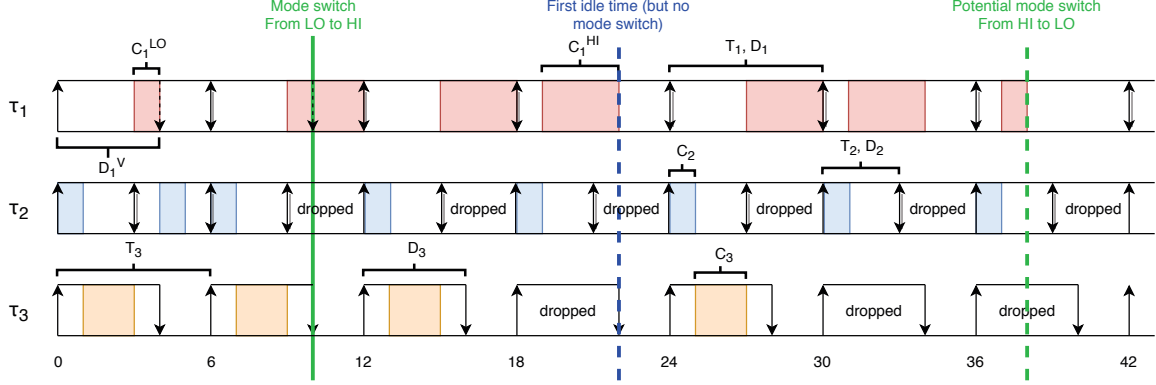 Mode switch
From LO to HI
First idle time (but no
mode switch)
Potential mode switch
From HI to LO
C₁ᴸᴼ
C₁ᴴᴵ
T₁, D₁
τ₁
D₁ⱽ
C₂
T₂, D₂
τ₂
dropped
dropped
dropped
dropped
dropped
dropped
T₃
D₃
C₃
τ₃
dropped
dropped
dropped
0 6 12 18 24 30 36 42